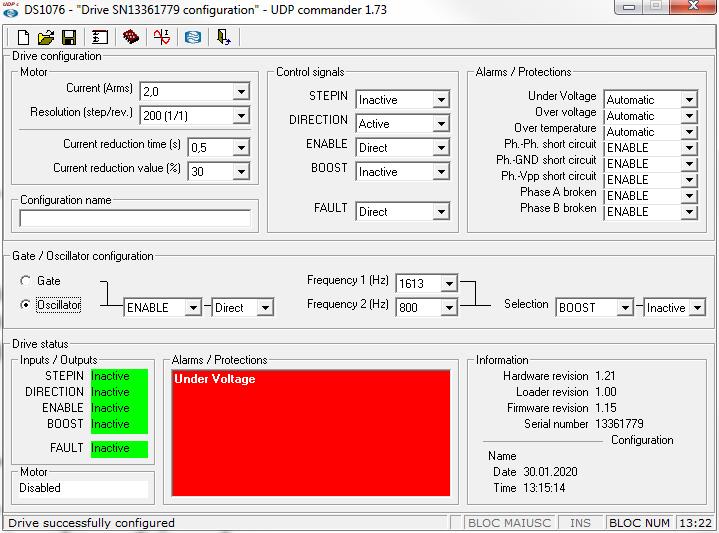 DS1076 - "Drive SN13361779 configuration" - UDP commander 1.73
Drive configuration
Motor
Current (Arms) 2,0
Resolution (step/rev.) 200 (1/1)
Current reduction time (s) 0,5
Current reduction value (%) 30
Configuration name
Control signals
STEPIN Inactive
DIRECTION Active
ENABLE Direct
BOOST Inactive
FAULT Direct
Alarms / Protections
Under Voltage Automatic
Over voltage Automatic
Over temperature Automatic
Ph.-Ph. short circuit ENABLE
Ph.-GND short circuit ENABLE
Ph.-Vpp short circuit ENABLE
Phase A broken ENABLE
Phase B broken ENABLE
Gate / Oscillator configuration
Gate
Oscillator ENABLE Direct
Frequency 1 (Hz) 1613
Frequency 2 (Hz) 800
Selection BOOST Inactive
Drive status
Inputs / Outputs
STEPIN Inactive
DIRECTION Inactive
ENABLE Inactive
BOOST Inactive
FAULT Inactive
Motor
Disabled
Alarms / Protections
Under Voltage
Information
Hardware revision 1.21
Loader revision 1.00
Firmware revision 1.15
Serial number 13361779
Configuration
Name
Date 30.01.2020
Time 13:15:14
Drive successfully configured BLOC MAIUSC INS BLOC NUM 13:22